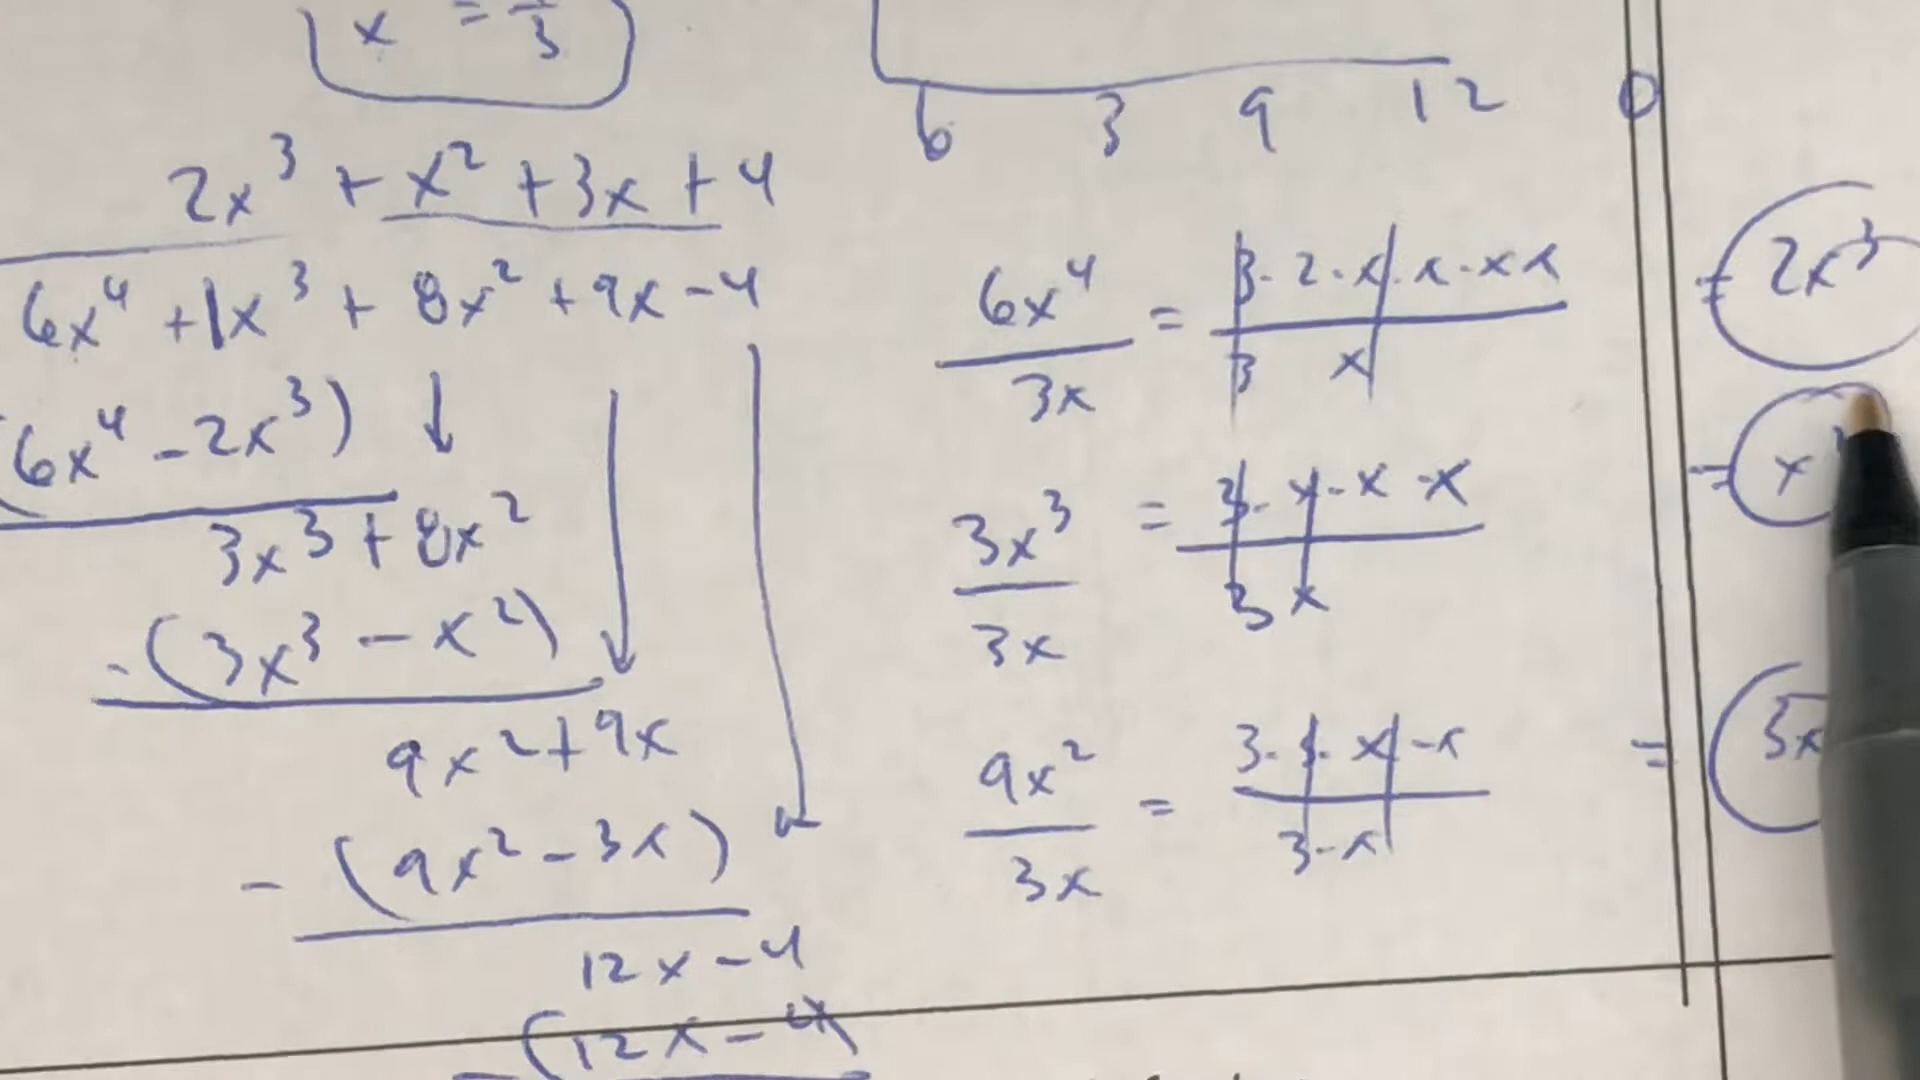 x = 1/3
6 3 9 12 0
2x³ + x² + 3x + 4
6x⁴ + 1x³ + 8x² + 9x - 4
(6x⁴ - 2x³)
3x³ + 8x²
- (3x³ - x²)
9x² + 9x
- (9x² - 3x)
12x - 4
(12x - 4)
6x⁴/3x = 3·2·x·x·x x/3 x = 2x³
3x³/3x = 3·x·x·x/3 x = x²
9x²/3x = 3·3·x·x/3·x = 3x